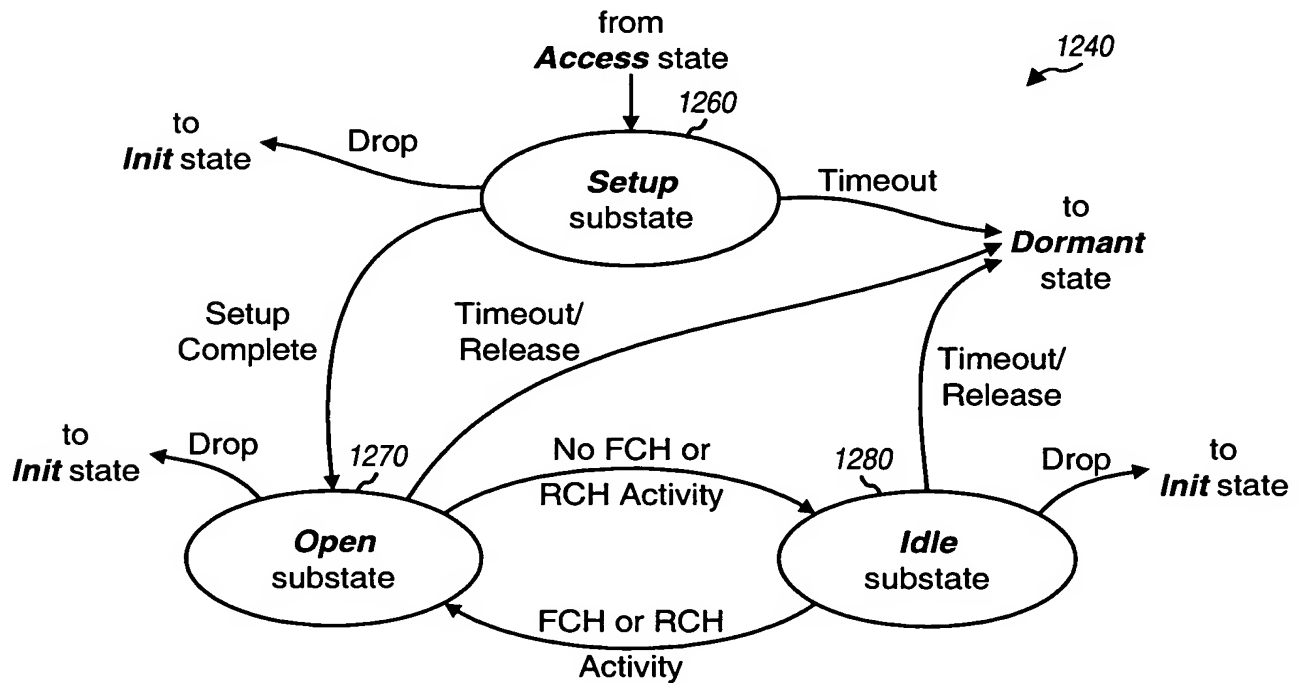 from
Access state
1240
1260
to
Init state
Drop
Setup
substate
Timeout
to
Dormant
state
Setup
Complete
Timeout/
Release
Timeout/
Release
to
Init state
Drop
1270
No FCH or
RCH Activity
1280
Drop
to
Init state
Open
substate
Idle
substate
FCH or RCH
Activity